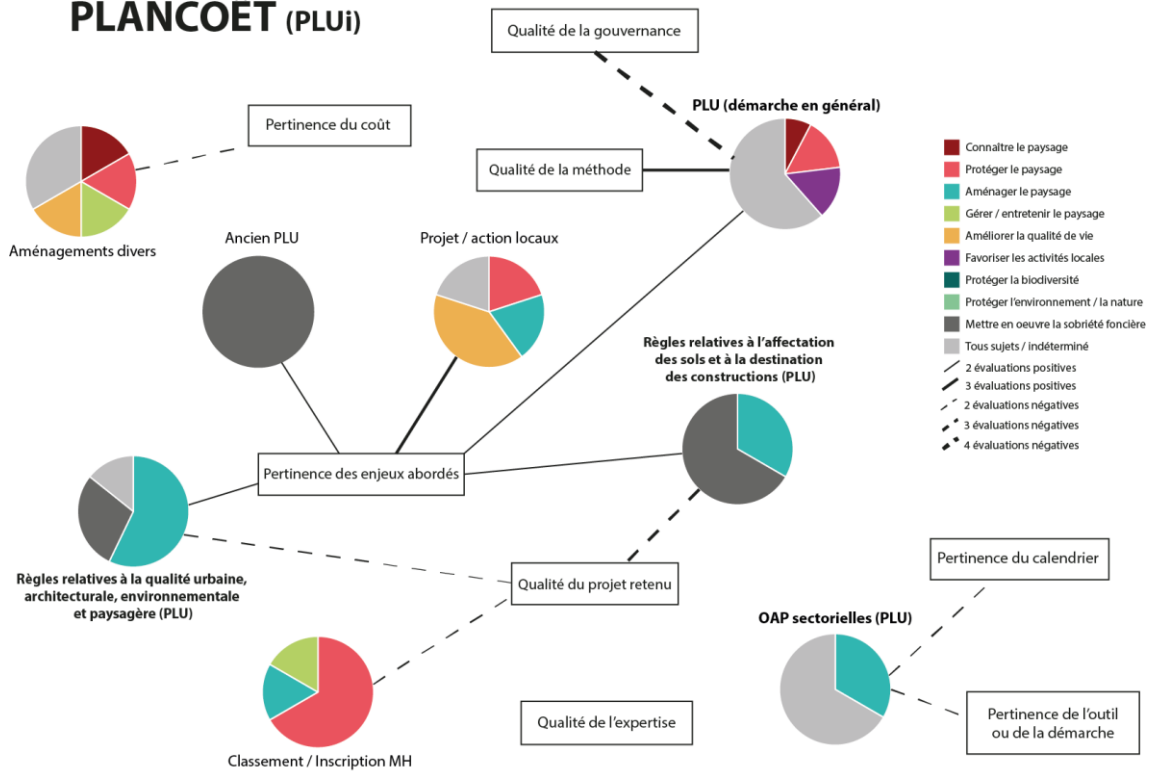 PLANCOET (PLUi)
Qualité de la gouvernance
PLU (démarche en général)
Pertinence du coût
Qualité de la méthode
Aménagements divers
Ancien PLU
Projet / action locaux
Connaître le paysage
Protéger le paysage
Aménager le paysage
Gérer / entretenir le paysage
Améliorer la qualité de vie
Favoriser les activités locales
Protéger la biodiversité
Protéger l'environnement / la nature
Mettre en oeuvre la sobriété foncière
Tous sujets / indéterminé
2 évaluations positives
3 évaluations positives
2 évaluations négatives
3 évaluations négatives
4 évaluations négatives
Règles relatives à l'affectation
des sols et à la destination
des constructions (PLU)
Pertinence des enjeux abordés
Règles relatives à la qualité urbaine,
architecturale, environnementale
et paysagère (PLU)
Qualité du projet retenu
Pertinence du calendrier
OAP sectorielles (PLU)
Classement / Inscription MH
Qualité de l'expertise
Pertinence de l'outil
ou de la démarche